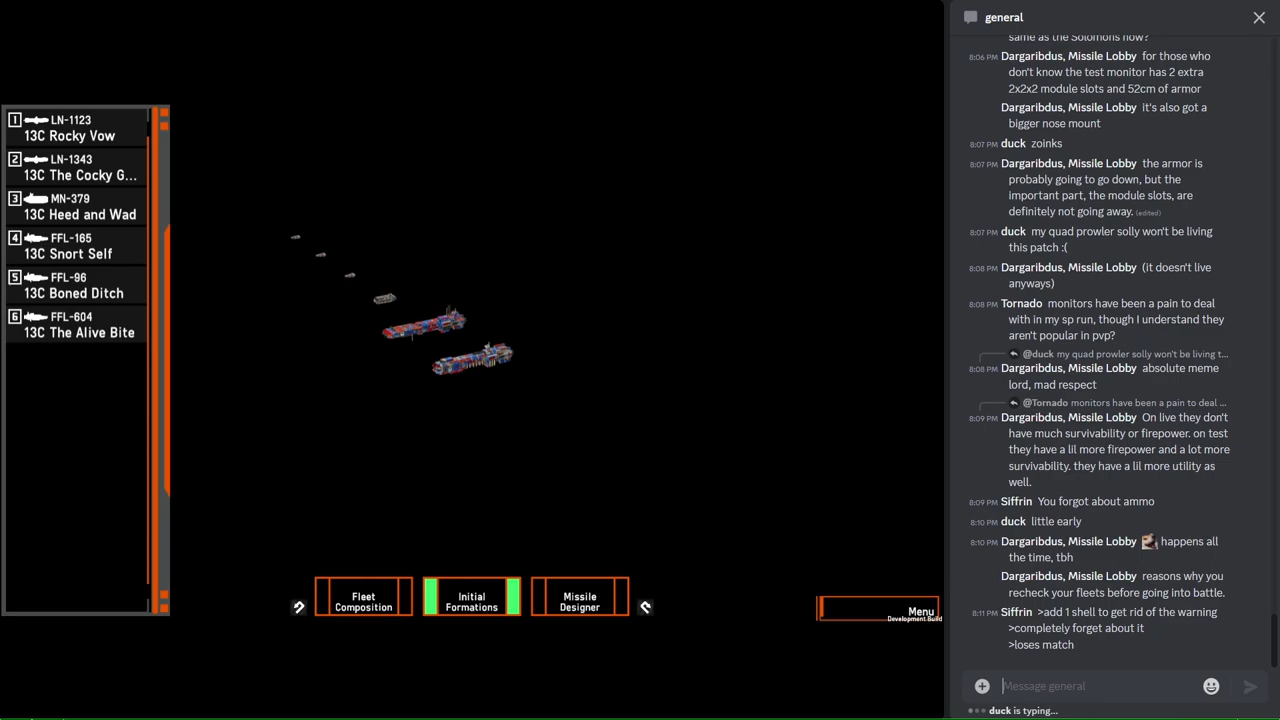 1 LN-1123
13C Rocky Vow
2 LN-1343
13C The Cocky G...
3 MN-379
13C Heed and Wad
4 FFL-165
13C Snort Self
5 FFL-96
13C Boned Ditch
6 FFL-604
13C The Alive Bite
Fleet
Composition
Initial
Formations
Missile
Designer
Menu
Development Build
general
same as the Solomons now?
8:06 PM Dargaribdus, Missile Lobby for those who
don't know the test monitor has 2 extra
2x2x2 module slots and 52cm of armor
Dargaribdus, Missile Lobby it's also got a
bigger nose mount
8:07 PM duck zoinks
8:07 PM Dargaribdus, Missile Lobby the armor is
probably going to go down, but the
important part, the module slots, are
definitely not going away. (edited)
8:07 PM duck my quad prowler solly won't be living
this patch :(
8:08 PM Dargaribdus, Missile Lobby (it doesn't live
anyways)
8:08 PM Tornado monitors have been a pain to deal
with in my sp run, though I understand they
aren't popular in pvp?
@duck my quad prowler solly won't be living t...
8:08 PM Dargaribdus, Missile Lobby absolute meme
lord, mad respect
@Tornado monitors have been a pain to deal ...
8:09 PM Dargaribdus, Missile Lobby On live they don't
have much survivability or firepower. on test
they have a lil more firepower and a lot more
survivability. they have a lil more utility as
well.
8:09 PM Siffrin You forgot about ammo
8:10 PM duck little early
8:10 PM Dargaribdus, Missile Lobby happens all
the time, tbh
Dargaribdus, Missile Lobby reasons why you
recheck your fleets before going into battle.
8:11 PM Siffrin >add 1 shell to get rid of the warning
>completely forget about it
>loses match
Message general
duck is typing...